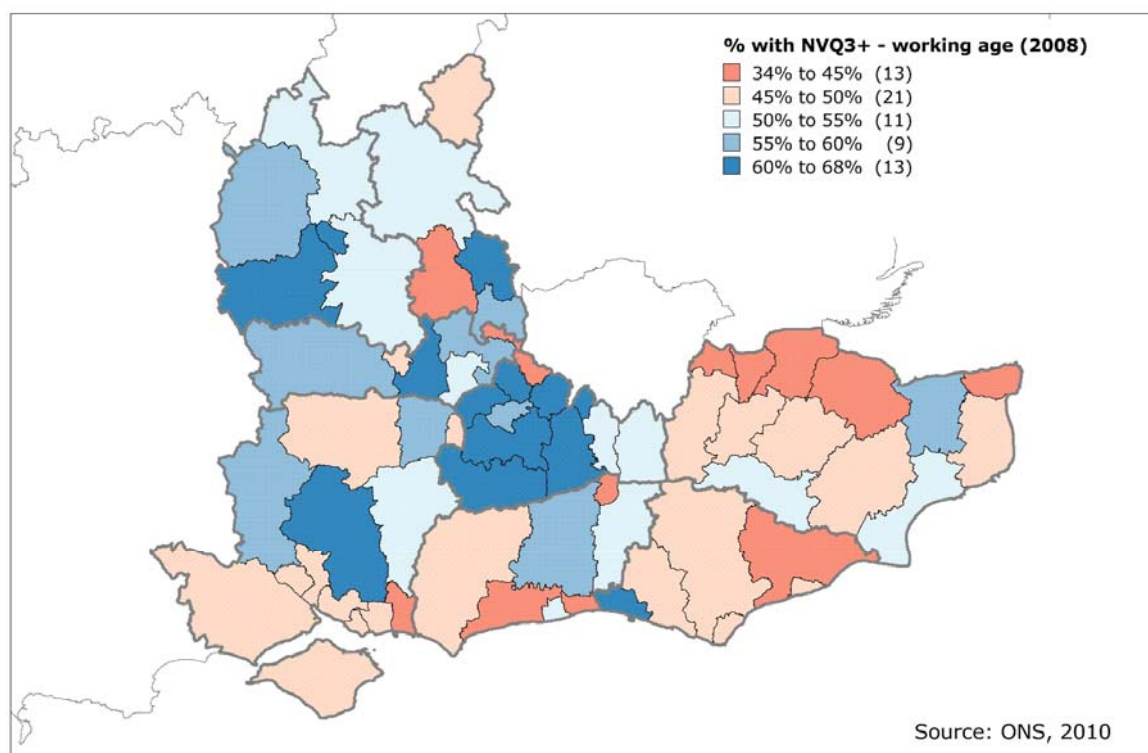 % with NVQ3+ - working age (2008)
34% to 45% (13)
45% to 50% (21)
50% to 55% (11)
55% to 60% (9)
60% to 68% (13)
Source: ONS, 2010